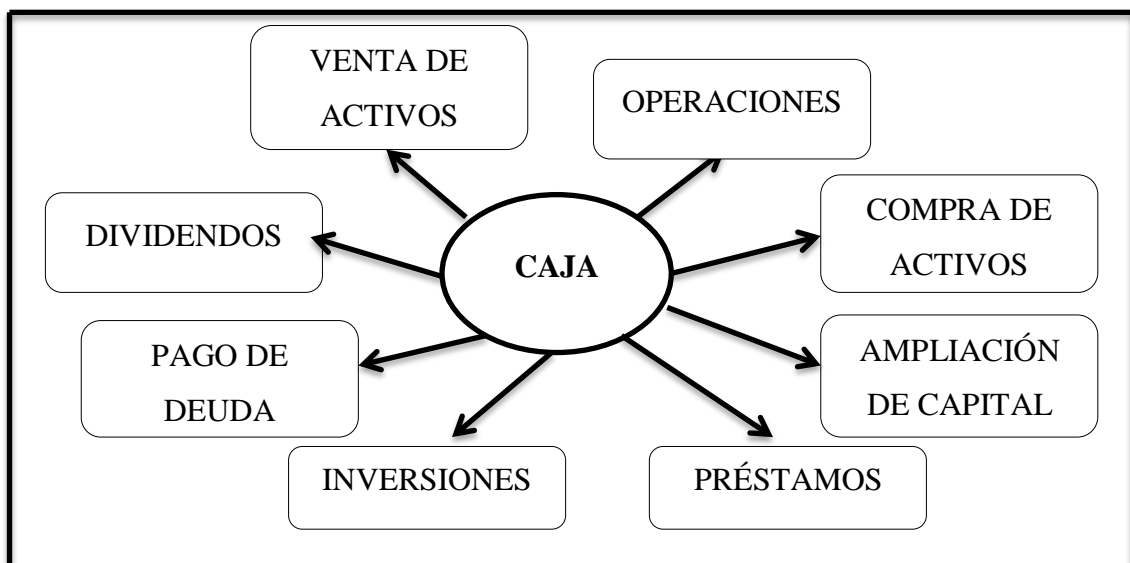 VENTA DE
ACTIVOS
OPERACIONES
DIVIDENDOS
CAJA
COMPRA DE
ACTIVOS
PAGO DE
DEUDA
AMPLIACIÓN
DE CAPITAL
INVERSIONES
PRÉSTAMOS